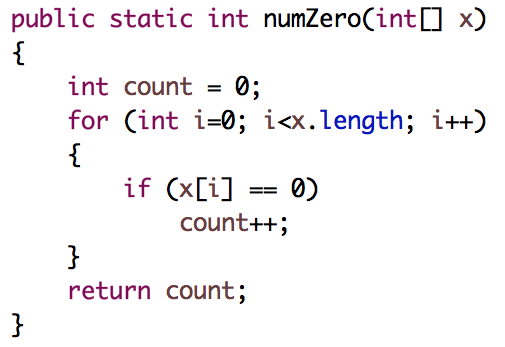 public static int numZero(int[] x)
{
    int count = 0;
    for (int i=0; i<x.length; i++)
    {
        if (x[i] == 0)
            count++;
    }
    return count;
}